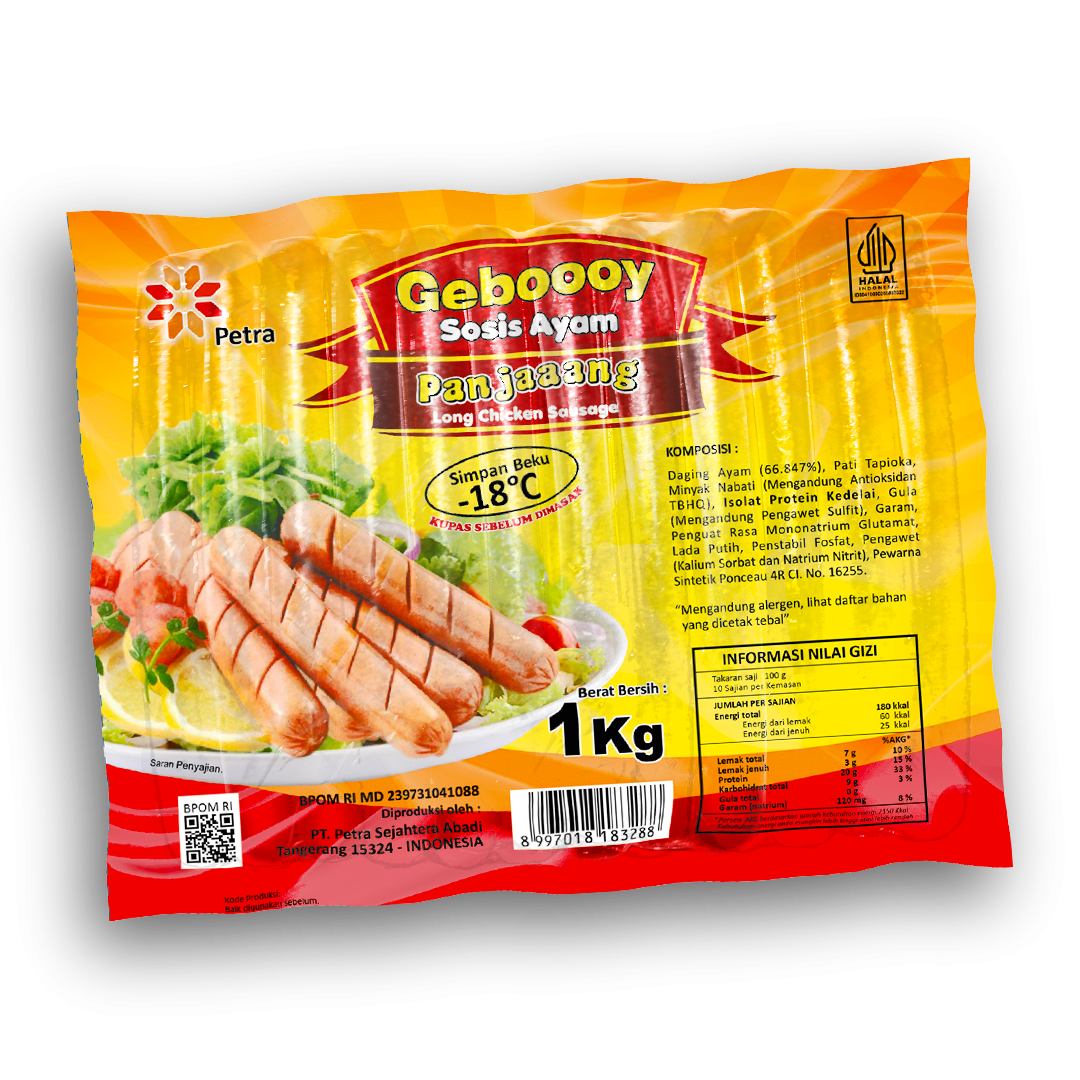 Petra
Geboooy
Sosis Ayam
Panjaaang
Long Chicken Sausage
HALAL
INDONESIA
Simpan Beku
-18°C
KUPAS SEBELUM DIMASAK
KOMPOSISI :
Daging Ayam (66.847%), Pati Tapioka,
Minyak Nabati (Mengandung Antioksidan
TBHQ), Isolat Protein Kedelai, Gula
(Mengandung Pengawet Sulfit), Garam,
Penguat Rasa Mononatrium Glutamat,
Lada Putih, Penstabil Fosfat, Pengawet
(Kalium Sorbat dan Natrium Nitrit), Pewarna
Sintetik Ponceau 4R CI. No. 16255.
“Mengandung alergen, lihat daftar bahan
yang dicetak tebal”
INFORMASI NILAI GIZI
Takaran saji 100 g
10 Sajian per Kemasan
JUMLAH PER SAJIAN
Energi total 180 kkal
Energi dari lemak 60 kkal
Energi dari jenuh 25 kkal
%AKG*
Lemak total 7 g 10 %
Lemak jenuh 3 g 15 %
Protein 20 g 33 %
Karbohidrat total 9 g 3 %
Gula total 0 g
Garam (natrium) 120 mg 8 %
Berat Bersih :
1 Kg
Saran Penyajian.
BPOM RI
BPOM RI MD 239731041088
Diproduksi oleh :
PT. Petra Sejahtera Abadi
Tangerang 15324 - INDONESIA
8 997018 183288
Kode Produksi:
Baik digunakan sebelum.